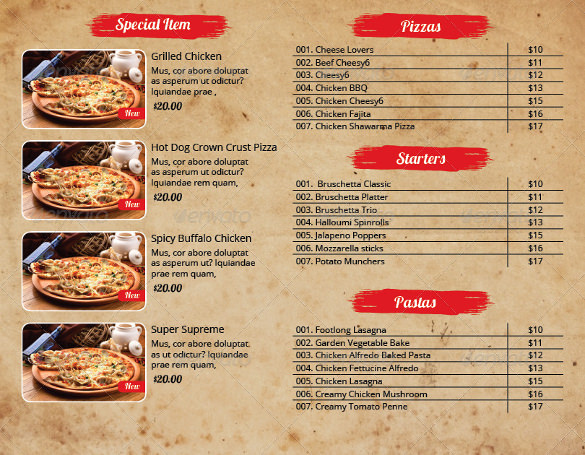 Special Item
Grilled Chicken
Mus, cor abore doluptat
as asperum ut odictur?
Iquiandae prae ,
$20.00
New
Hot Dog Crown Crust Pizza
Mus, cor abore doluptat
as asperum ut odictur?
Iquiandae rem quam,
$20.00
New
Spicy Buffalo Chicken
Mus, cor abore doluptat
as asperum ut? Iquiandae
prae rem quam,
$20.00
New
Super Supreme
Mus, cor abore doluptat.
as ut odictur? Iquiandae
prae rem quam,
$20.00
New
Pizzas
001. Cheese Lovers $10
002. Beef Cheesy6 $11
003. Cheesy6 $12
004. Chicken BBQ $13
005. Chicken Cheesy6 $15
006. Chicken Fajita $16
007. Chicken Shawarma Pizza $17
Starters
001. Bruschetta Classic $10
002. Bruschetta Platter $11
003. Bruschetta Trio $12
004. Halloumi Spinrolls $13
005. Jalapeno Poppers $15
006. Mozzarella sticks $16
007. Potato Munchers $17
Pastas
001. Footlong Lasagna $10
002. Garden Vegetable Bake $11
003. Chicken Alfredo Baked Pasta $12
004. Chicken Fettucine Alfredo $13
005. Chicken Lasagna $15
006. Creamy Chicken Mushroom $16
007. Creamy Tomato Penne $17